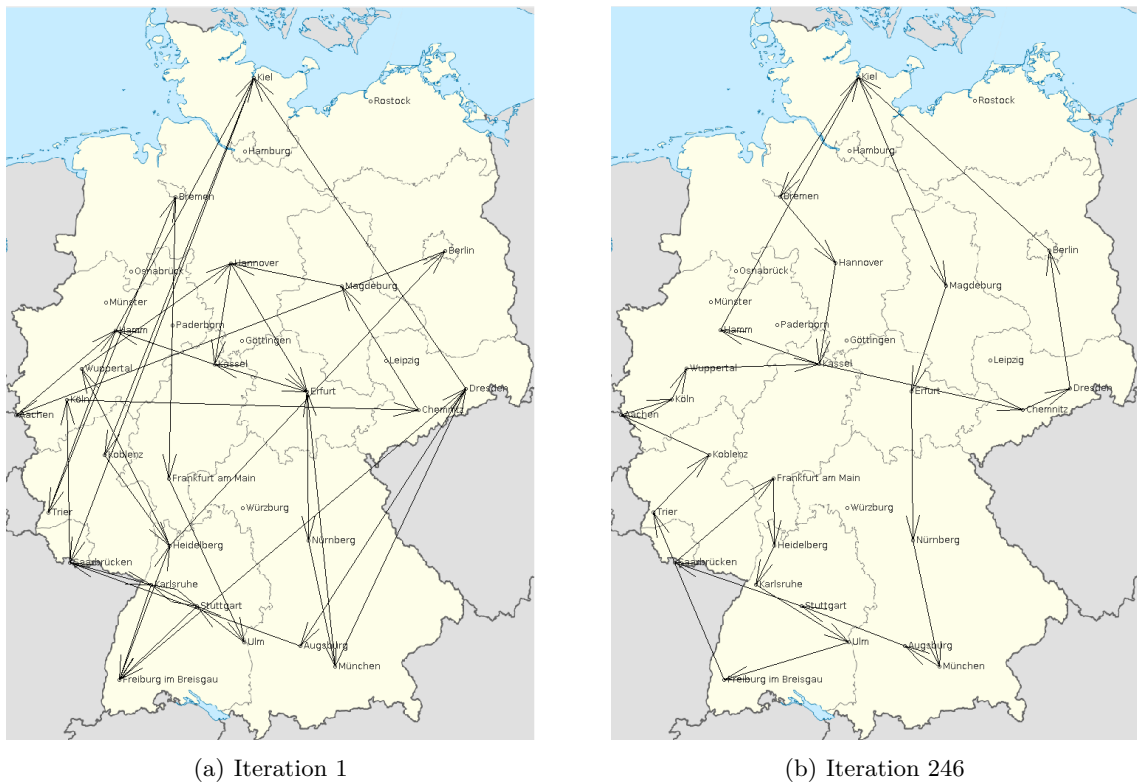 Kiel
Rostock
Hamburg
Bremen
Berlin
Hannover
Osnabrück
Magdeburg
Münster
Paderborn
Hamm
Göttingen
Leipzig
Kassel
Wuppertal
Erfurt
Dresden
Köln
Chemnitz
Aachen
Koblenz
Frankfurt am Main
Trier
Würzburg
Heidelberg
Nürnberg
Saarbrücken
Karlsruhe
Stuttgart
Ulm
Augsburg
München
Freiburg im Breisgau
(a) Iteration 1
Kiel
Rostock
Hamburg
Bremen
Berlin
Hannover
Osnabrück
Magdeburg
Münster
Paderborn
Hamm
Göttingen
Leipzig
Kassel
Wuppertal
Erfurt
Dresden
Köln
Chemnitz
Aachen
Koblenz
Frankfurt am Main
Trier
Würzburg
Heidelberg
Nürnberg
Saarbrücken
Karlsruhe
Stuttgart
Ulm
Augsburg
München
Freiburg im Breisgau
(b) Iteration 246